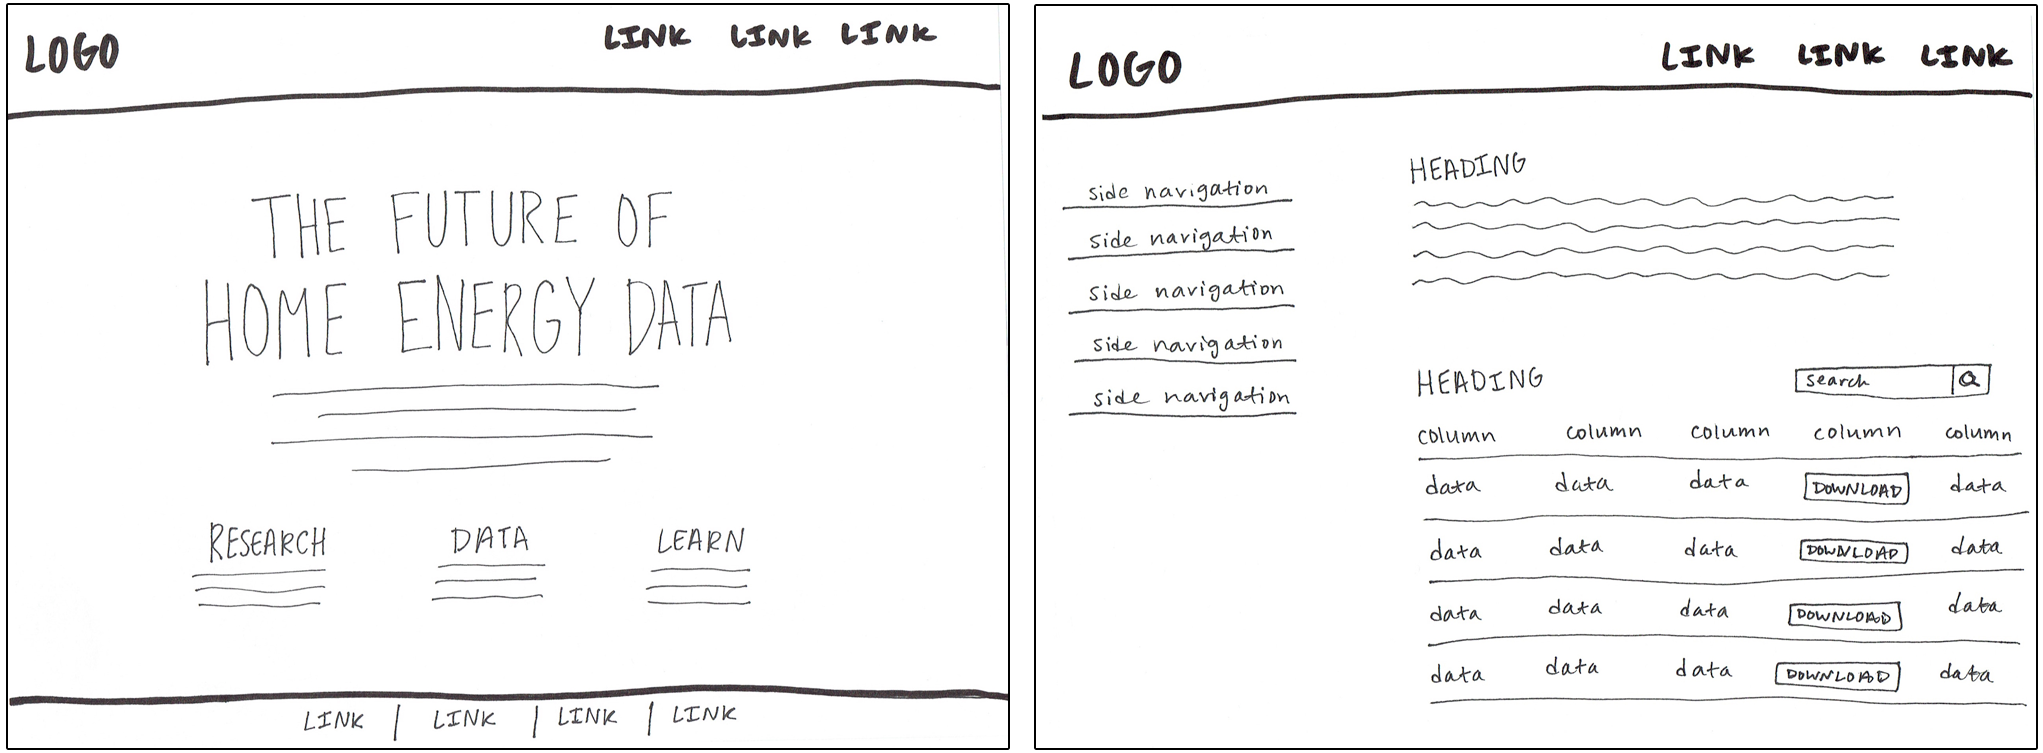 LOGO LINK LINK LINK
THE FUTURE OF
HOME ENERGY DATA
RESEARCH DATA LEARN
LINK | LINK | LINK | LINK
LOGO LINK LINK LINK
side navigation
side navigation
side navigation
side navigation
side navigation
HEADING
HEADING search
column column column column column
data data data DOWNLOAD data
data data data DOWNLOAD data
data data data DOWNLOAD data
data data data DOWNLOAD data